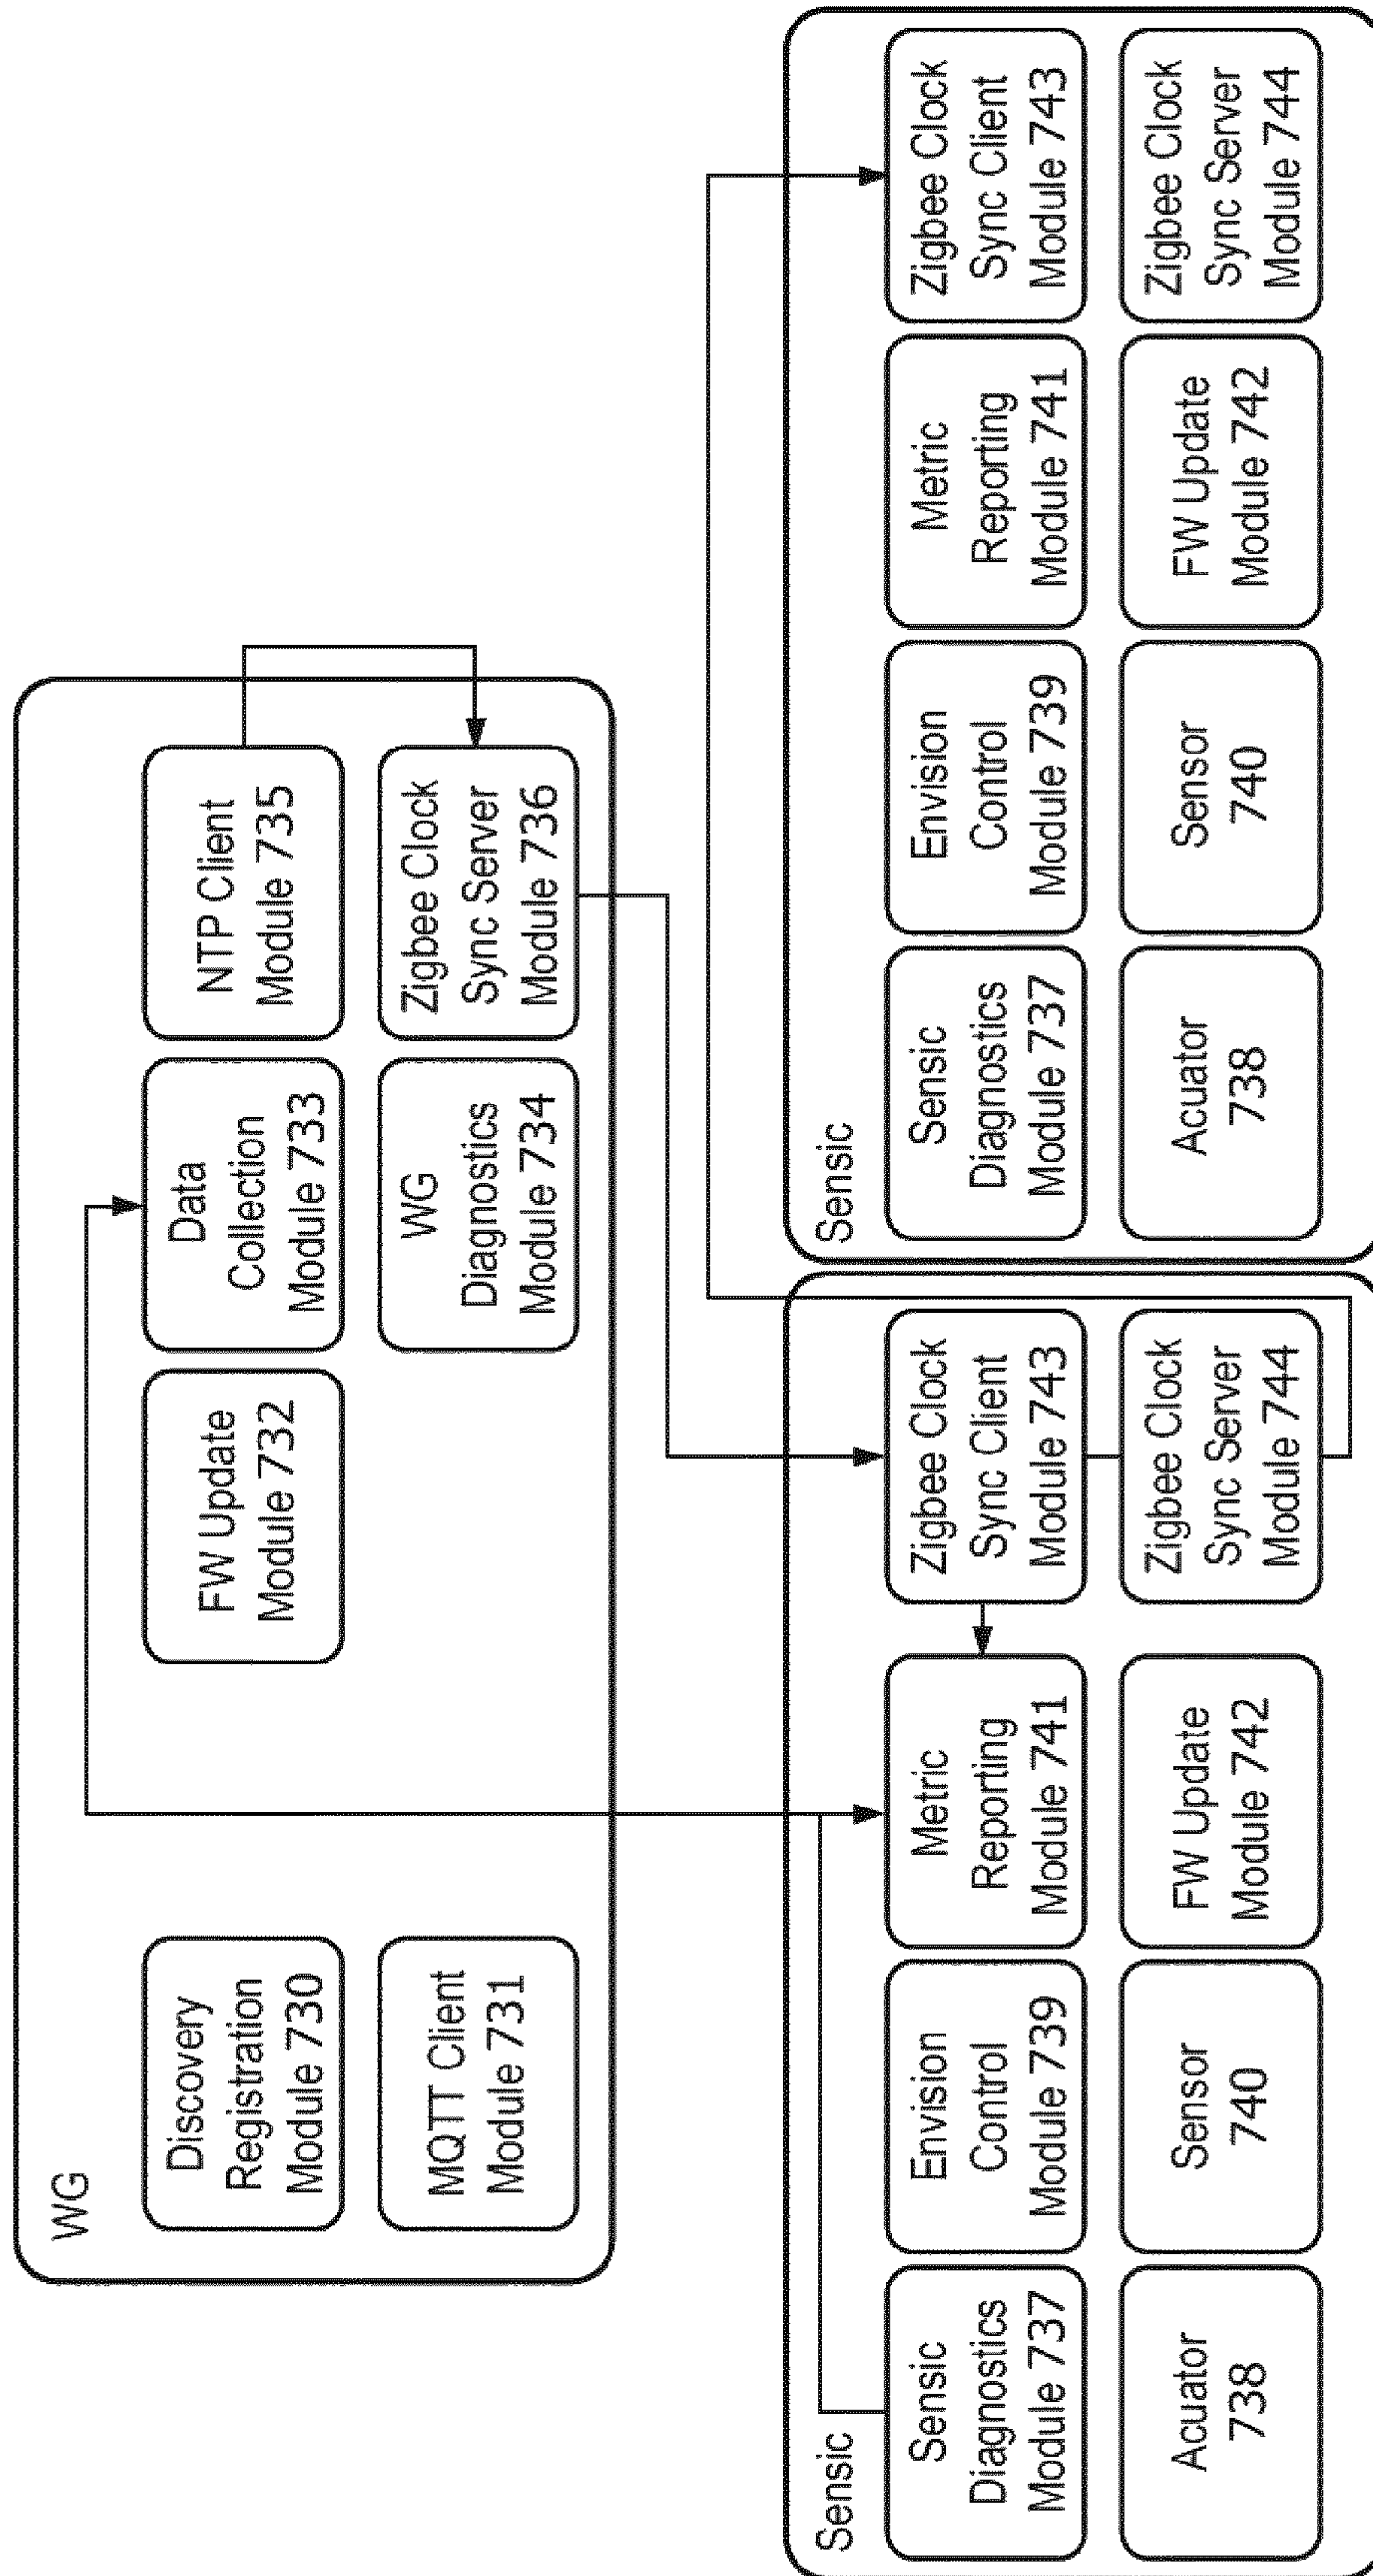 WG
Discovery
Registration
Module 730
FW Update
Module 732
Data
Collection
Module 733
NTP Client
Module 735
MQTT Client
Module 731
WG
Diagnostics
Module 734
Zigbee Clock
Sync Server
Module 736
Sensic
Sensic
Diagnostics
Module 737
Envision
Control
Module 739
Metric
Reporting
Module 741
Zigbee Clock
Sync Client
Module 743
Acuator
738
Sensor
740
FW Update
Module 742
Zigbee Clock
Sync Server
Module 744
Sensic
Sensic
Diagnostics
Module 737
Envision
Control
Module 739
Metric
Reporting
Module 741
Zigbee Clock
Sync Client
Module 743
Acuator
738
Sensor
740
FW Update
Module 742
Zigbee Clock
Sync Server
Module 744